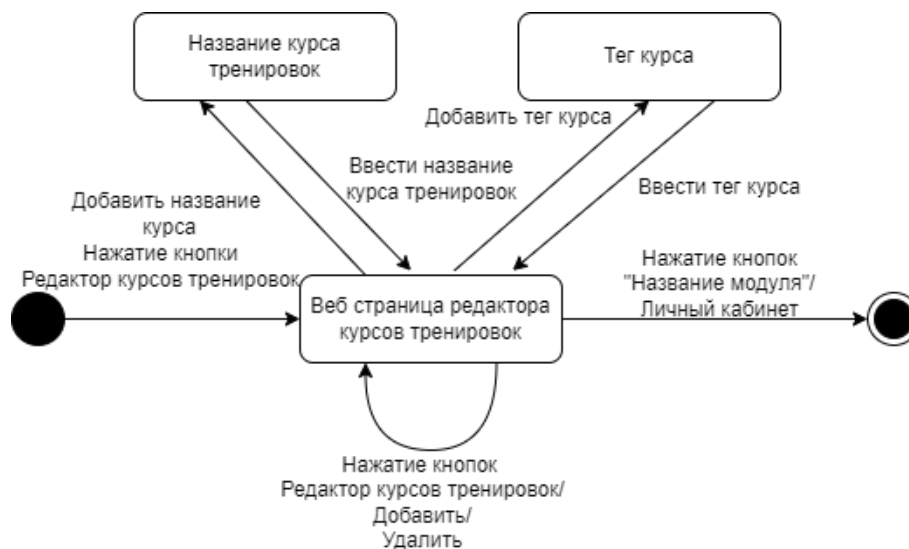 Название курса
тренировок
Тег курса
Добавить тег курса
Ввести название
курса тренировок
Ввести тег курса
Добавить название
курса
Нажатие кнопки
Редактор курсов тренировок
Нажатие кнопок
"Название модуля"/
Личный кабинет
Веб страница редактора
курсов тренировок
Нажатие кнопок
Редактор курсов тренировок/
Добавить/
Удалить